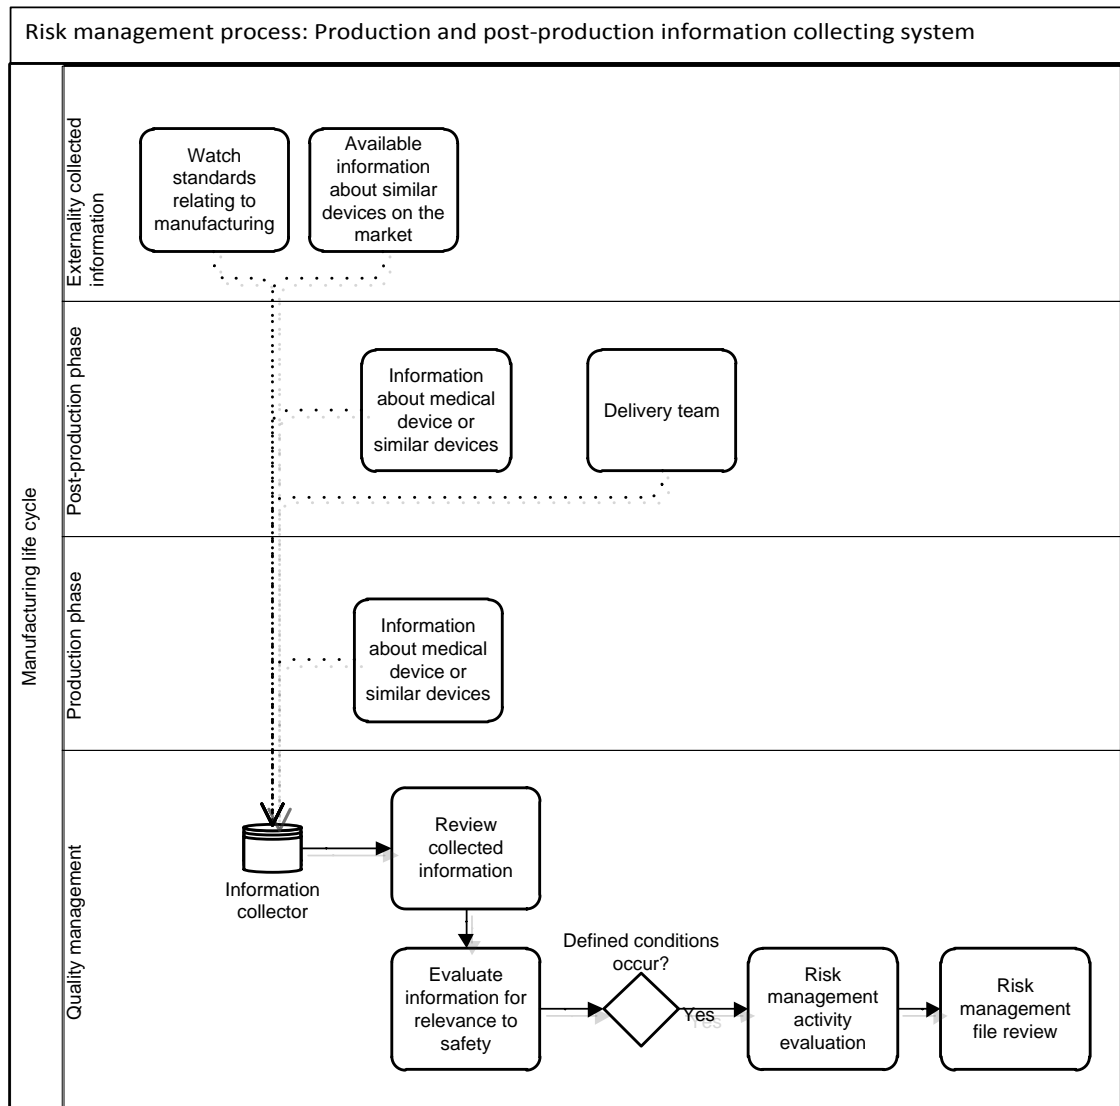 Risk management process: Production and post-production information collecting system
Manufacturing life cycle
Externality collected
information
Watch
standards
relating to
manufacturing
Available
information
about similar
devices on the
market
Post-production phase
Information
about medical
device or
similar devices
Delivery team
Production phase
Information
about medical
device or
similar devices
Quality management
Information
collector
Review
collected
information
Evaluate
information for
relevance to
safety
Defined conditions
occur?
Yes
Risk
management
activity
evaluation
Risk
management
file review